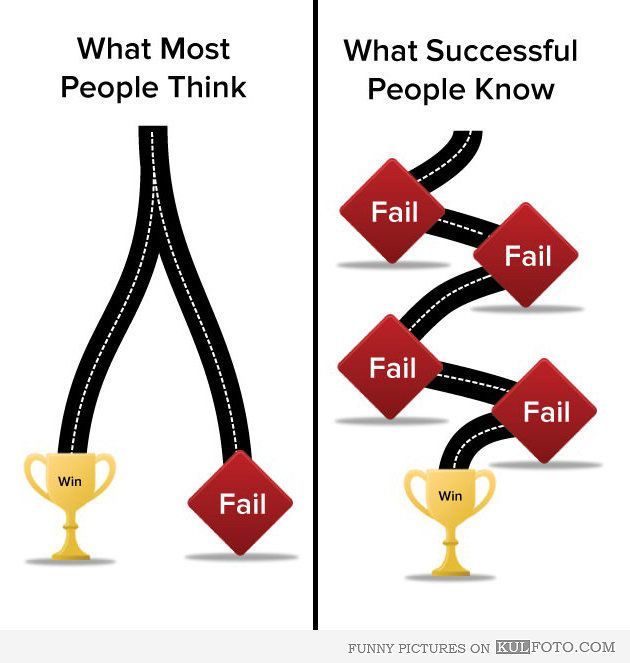 What Most
People Think
Win
Fail
What Successful
People Know
Fail
Fail
Fail
Fail
Win
FUNNY PICTURES ON KULFOTO.COM